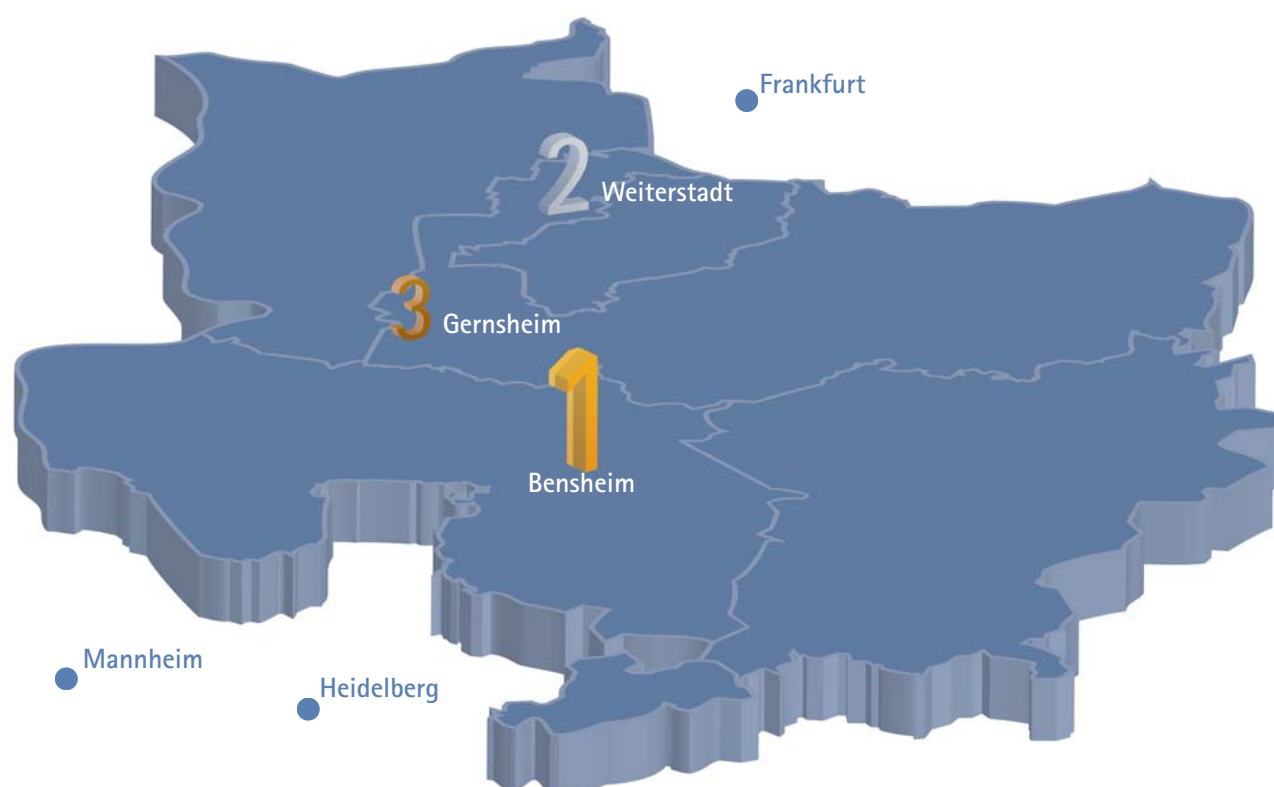 Frankfurt
2
Weiterstadt
3
Gernsheim
1
Bensheim
Mannheim
Heidelberg